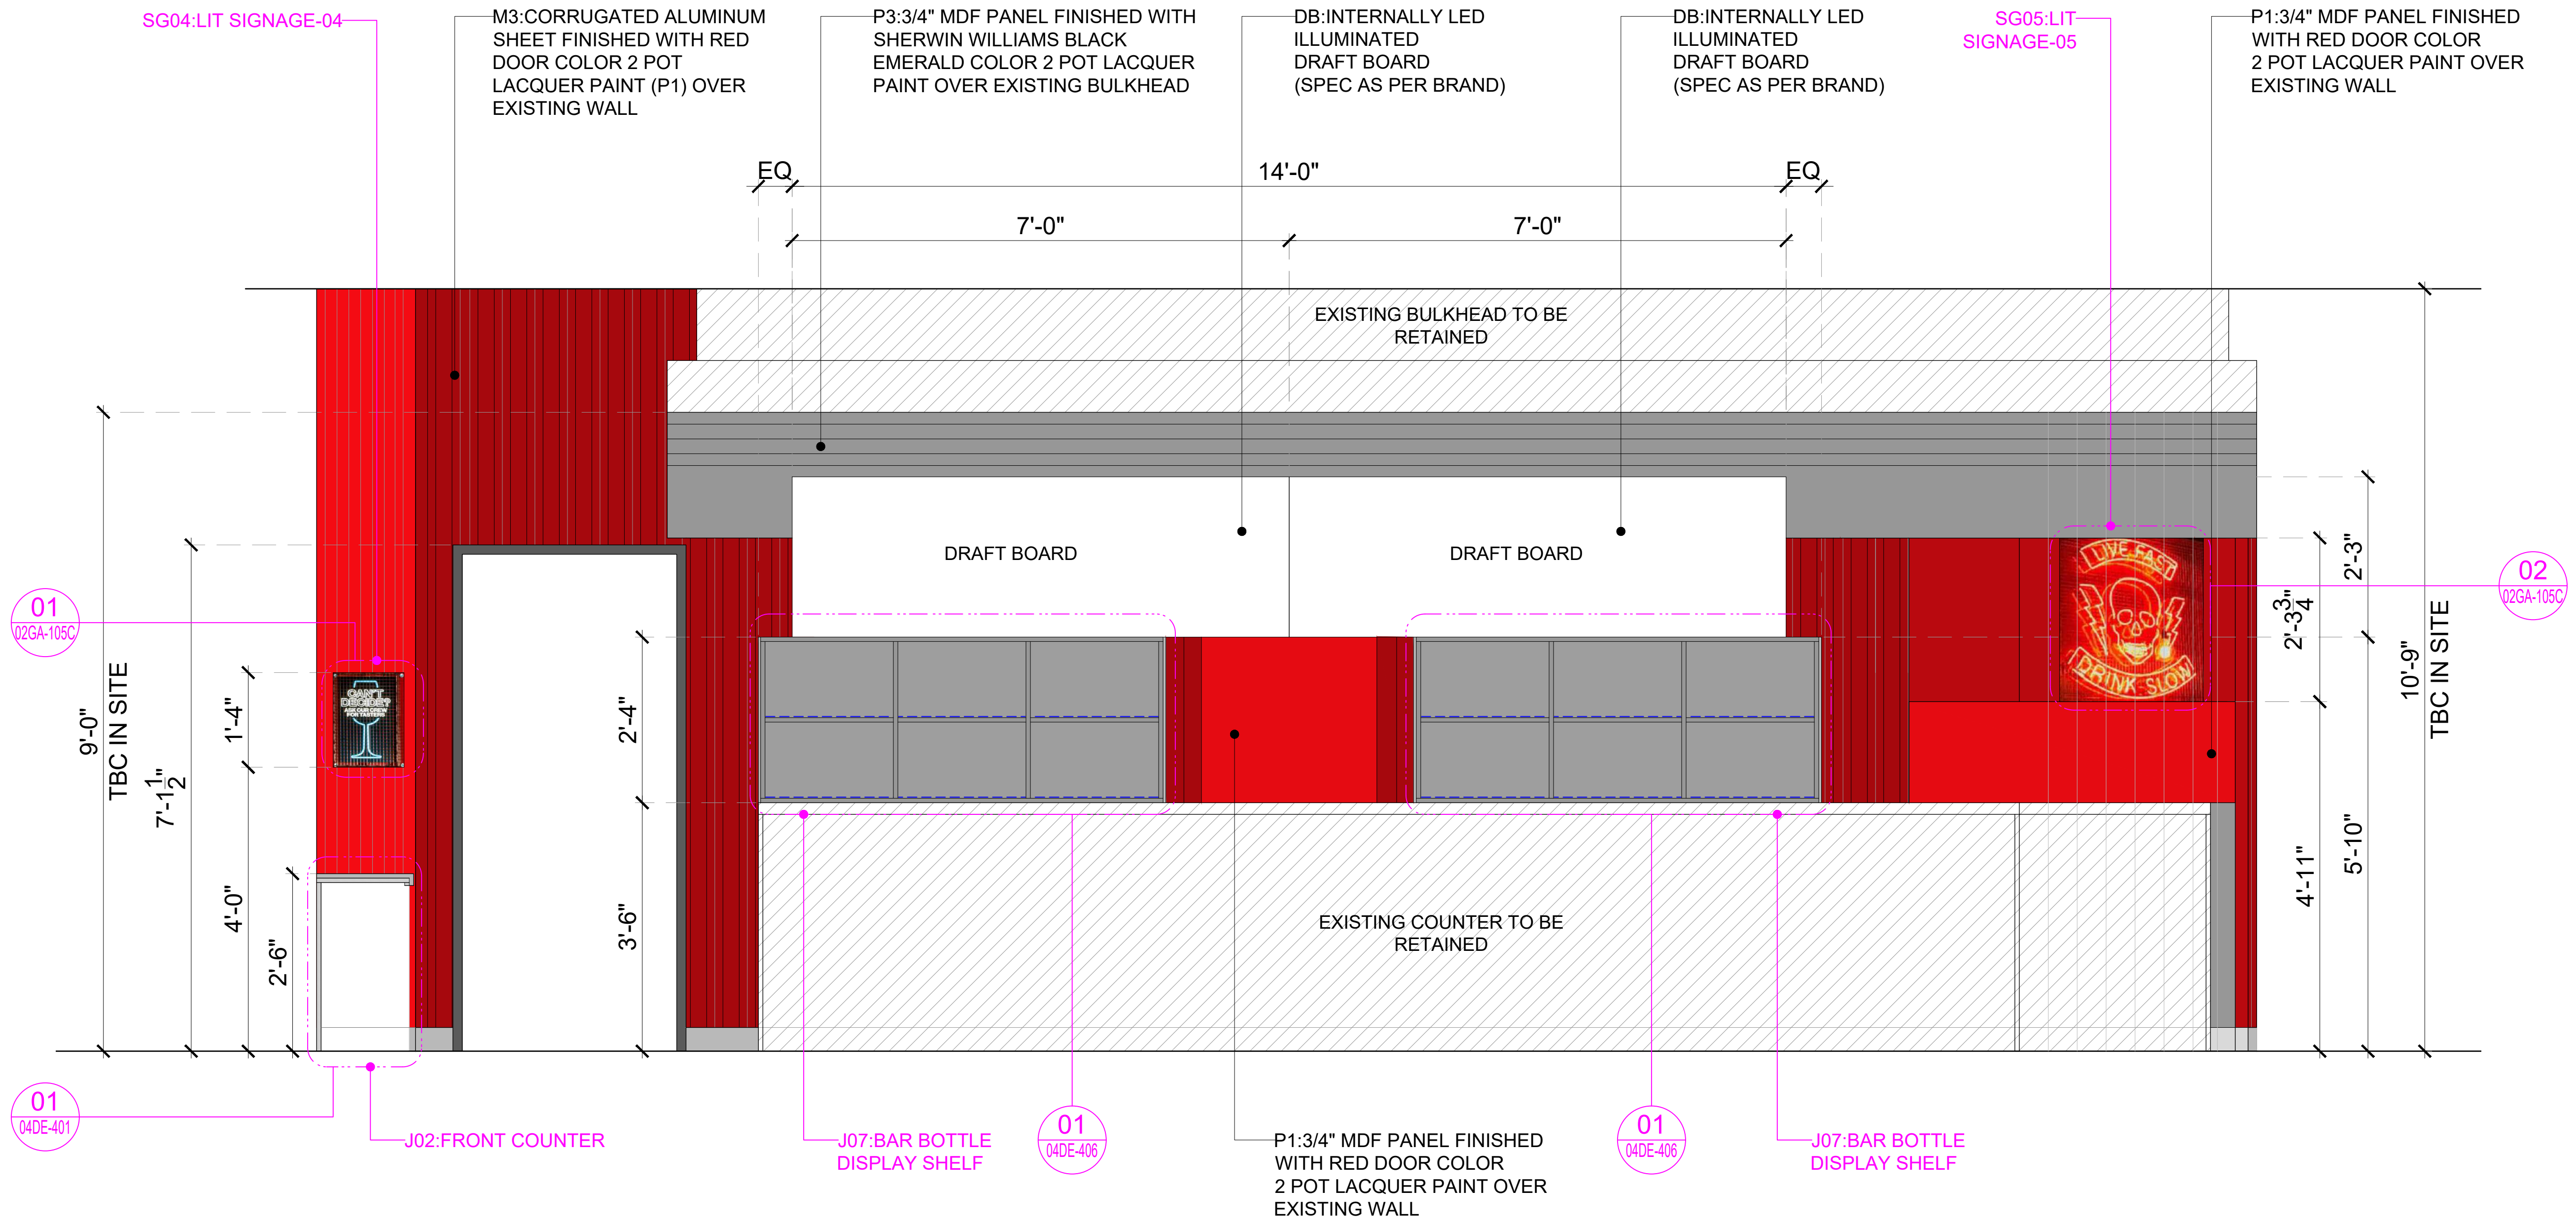 SG04:LIT SIGNAGE-04
M3:CORRUGATED ALUMINUM
SHEET FINISHED WITH RED
DOOR COLOR 2 POT
LACQUER PAINT (P1) OVER
EXISTING WALL
P3:3/4" MDF PANEL FINISHED WITH
SHERWIN WILLIAMS BLACK
EMERALD COLOR 2 POT LACQUER
PAINT OVER EXISTING BULKHEAD
DB:INTERNALLY LED
ILLUMINATED
DRAFT BOARD
(SPEC AS PER BRAND)
DB:INTERNALLY LED
ILLUMINATED
DRAFT BOARD
(SPEC AS PER BRAND)
SG05:LIT
SIGNAGE-05
P1:3/4" MDF PANEL FINISHED
WITH RED DOOR COLOR
2 POT LACQUER PAINT OVER
EXISTING WALL
EQ
14'-0"
EQ
7'-0"
7'-0"
EXISTING BULKHEAD TO BE
RETAINED
DRAFT BOARD
DRAFT BOARD
LIVE FAST
DRINK SLOW
2'-3"
2'-3 3/4"
02
02GA-105C
01
02GA-105C
CAN'T
DECIDE?
ASK OUR CREW
FOR TASTERS
9'-0"
TBC IN SITE
7'-1 1/2"
1'-4"
4'-0"
2'-6"
2'-4"
3'-6"
10'-9"
TBC IN SITE
5'-10"
4'-11"
EXISTING COUNTER TO BE
RETAINED
01
04DE-401
J02:FRONT COUNTER
J07:BAR BOTTLE
DISPLAY SHELF
01
04DE-406
P1:3/4" MDF PANEL FINISHED
WITH RED DOOR COLOR
2 POT LACQUER PAINT OVER
EXISTING WALL
01
04DE-406
J07:BAR BOTTLE
DISPLAY SHELF